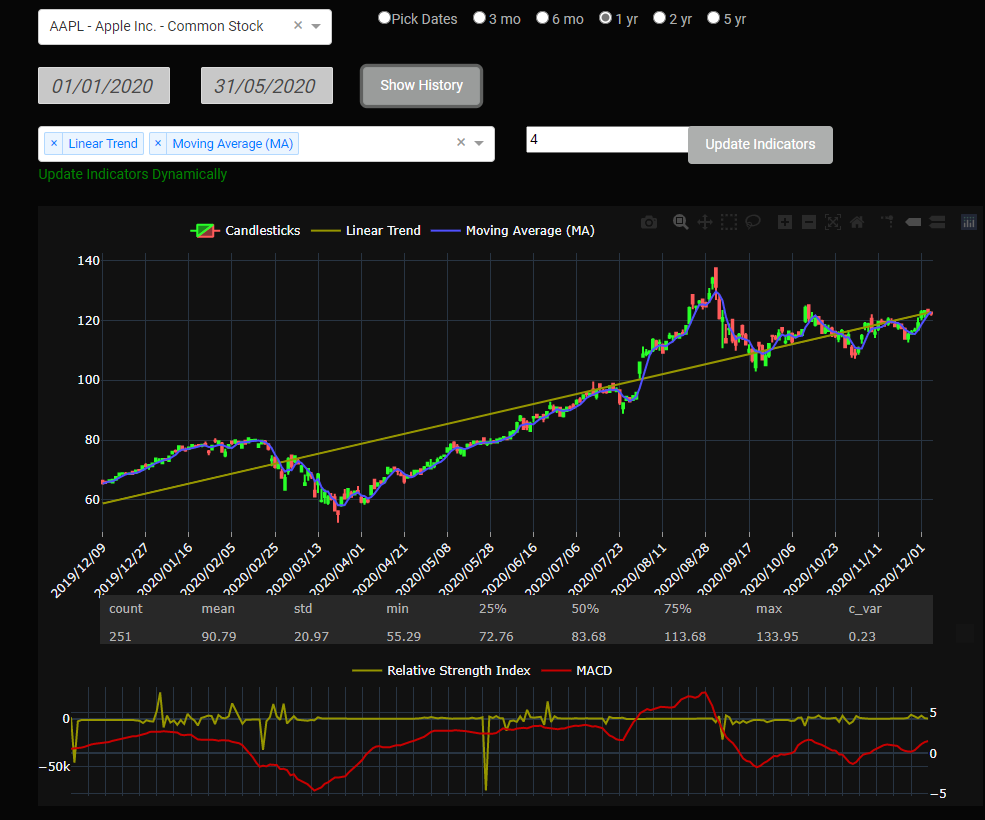 AAPL - Apple Inc. - Common Stock × Pick Dates 3 mo 6 mo 1 yr 2 yr 5 yr
01/01/2020 31/05/2020 Show History
× Linear Trend × Moving Average (MA) × 4 Update Indicators
Update Indicators Dynamically
Candlesticks Linear Trend Moving Average (MA)
140
120
100
80
60
2019/12/09 2019/12/27 2020/01/16 2020/02/05 2020/02/25 2020/03/13 2020/04/01 2020/04/21 2020/05/08 2020/05/28 2020/06/16 2020/07/06 2020/07/23 2020/08/11 2020/08/28 2020/09/17 2020/10/06 2020/10/23 2020/11/11 2020/12/01
count mean std min 25% 50% 75% max c_var
251 90.79 20.97 55.29 72.76 83.68 113.68 133.95 0.23
Relative Strength Index MACD
0 5
−50k 0
−5